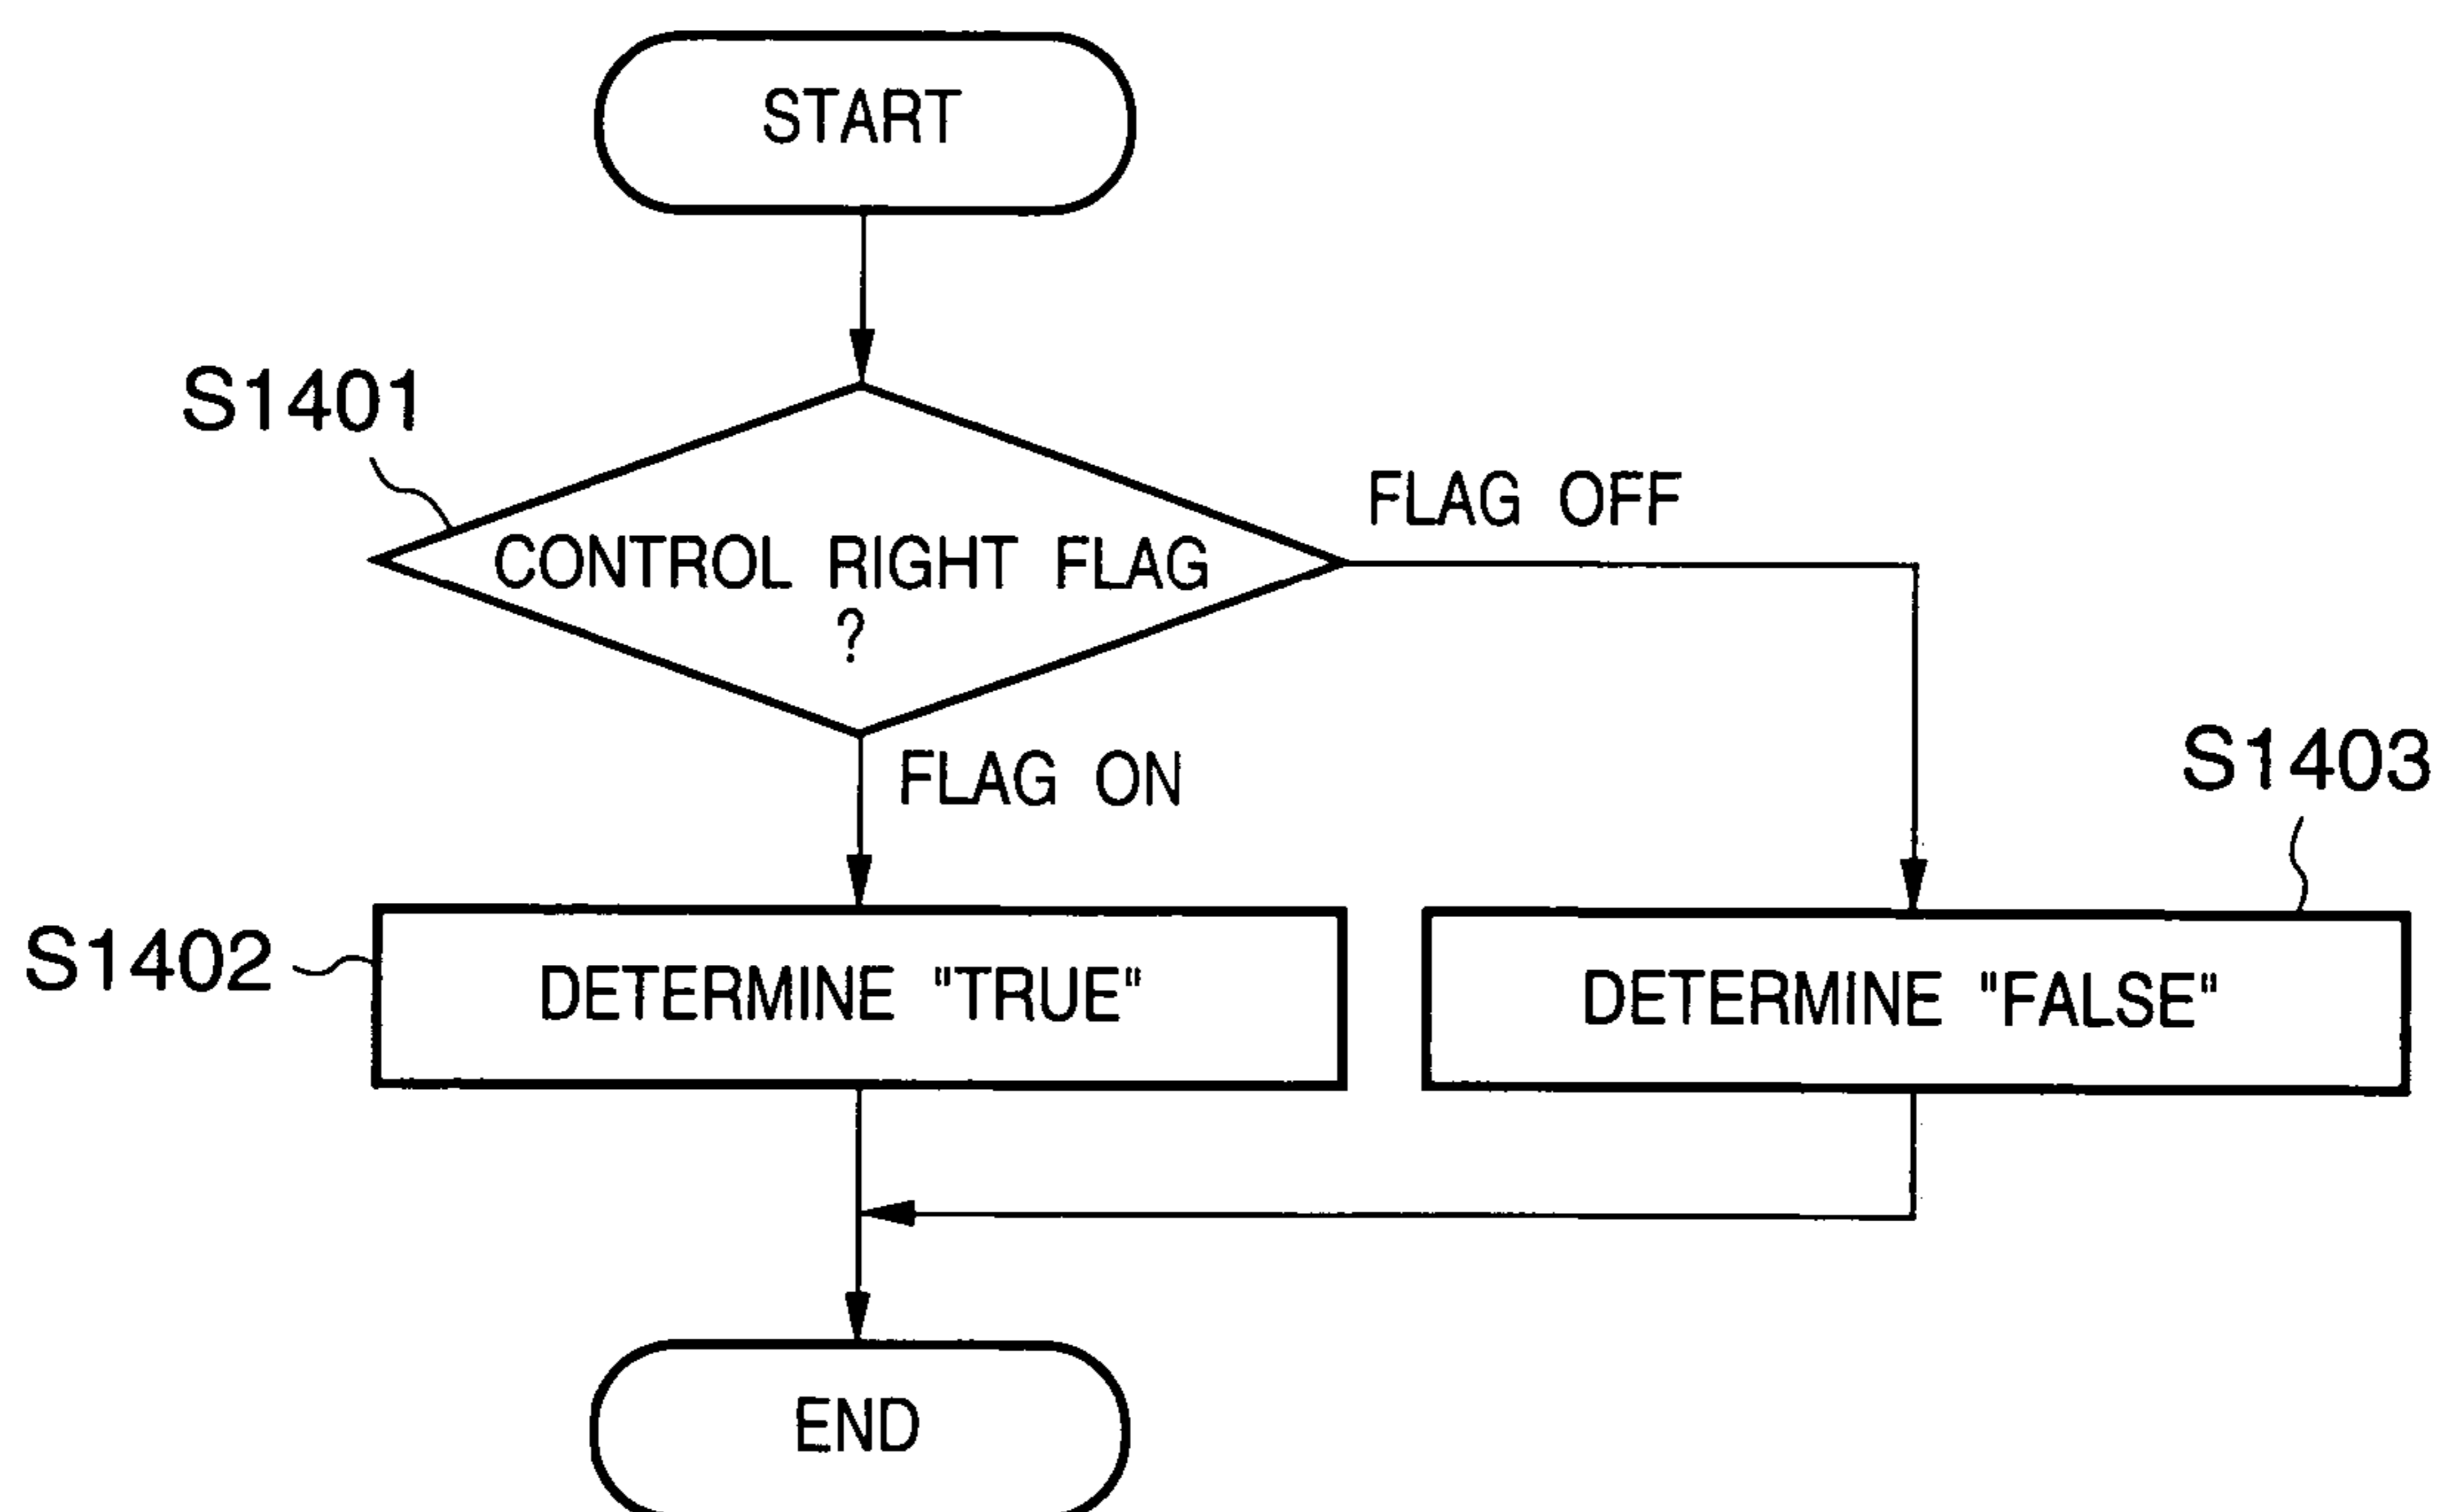 START
S1401
CONTROL RIGHT FLAG
?
FLAG OFF
FLAG ON
S1403
S1402
DETERMINE "TRUE"
DETERMINE "FALSE"
END